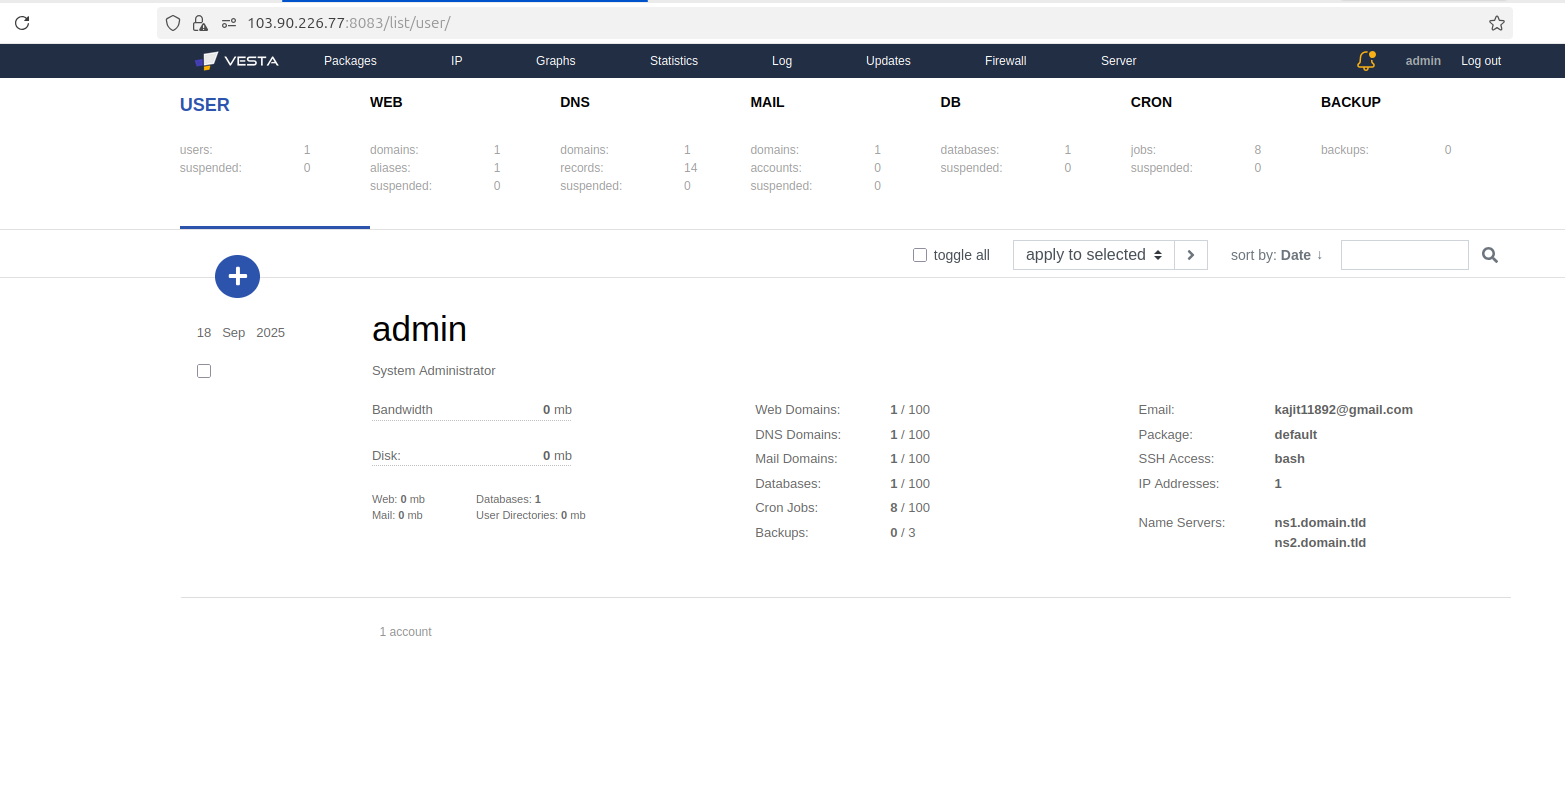 103.90.226.77:8083/list/user/
VESTA Packages IP Graphs Statistics Log Updates Firewall Server admin Log out
USER WEB DNS MAIL DB CRON BACKUP
users: 1 domains: 1 domains: 1 domains: 1 databases: 1 jobs: 8 backups: 0
suspended: 0 aliases: 1 records: 14 accounts: 0 suspended: 0 suspended: 0
suspended: 0 suspended: 0 suspended: 0
toggle all apply to selected sort by: Date ↓
18 Sep 2025 admin
System Administrator
Bandwidth 0 mb Web Domains: 1 / 100 Email: kajit11892@gmail.com
DNS Domains: 1 / 100 Package: default
Disk: 0 mb Mail Domains: 1 / 100 SSH Access: bash
Databases: 1 / 100 IP Addresses: 1
Web: 0 mb Databases: 1 Cron Jobs: 8 / 100
Mail: 0 mb User Directories: 0 mb Name Servers: ns1.domain.tld
Backups: 0 / 3 ns2.domain.tld
1 account